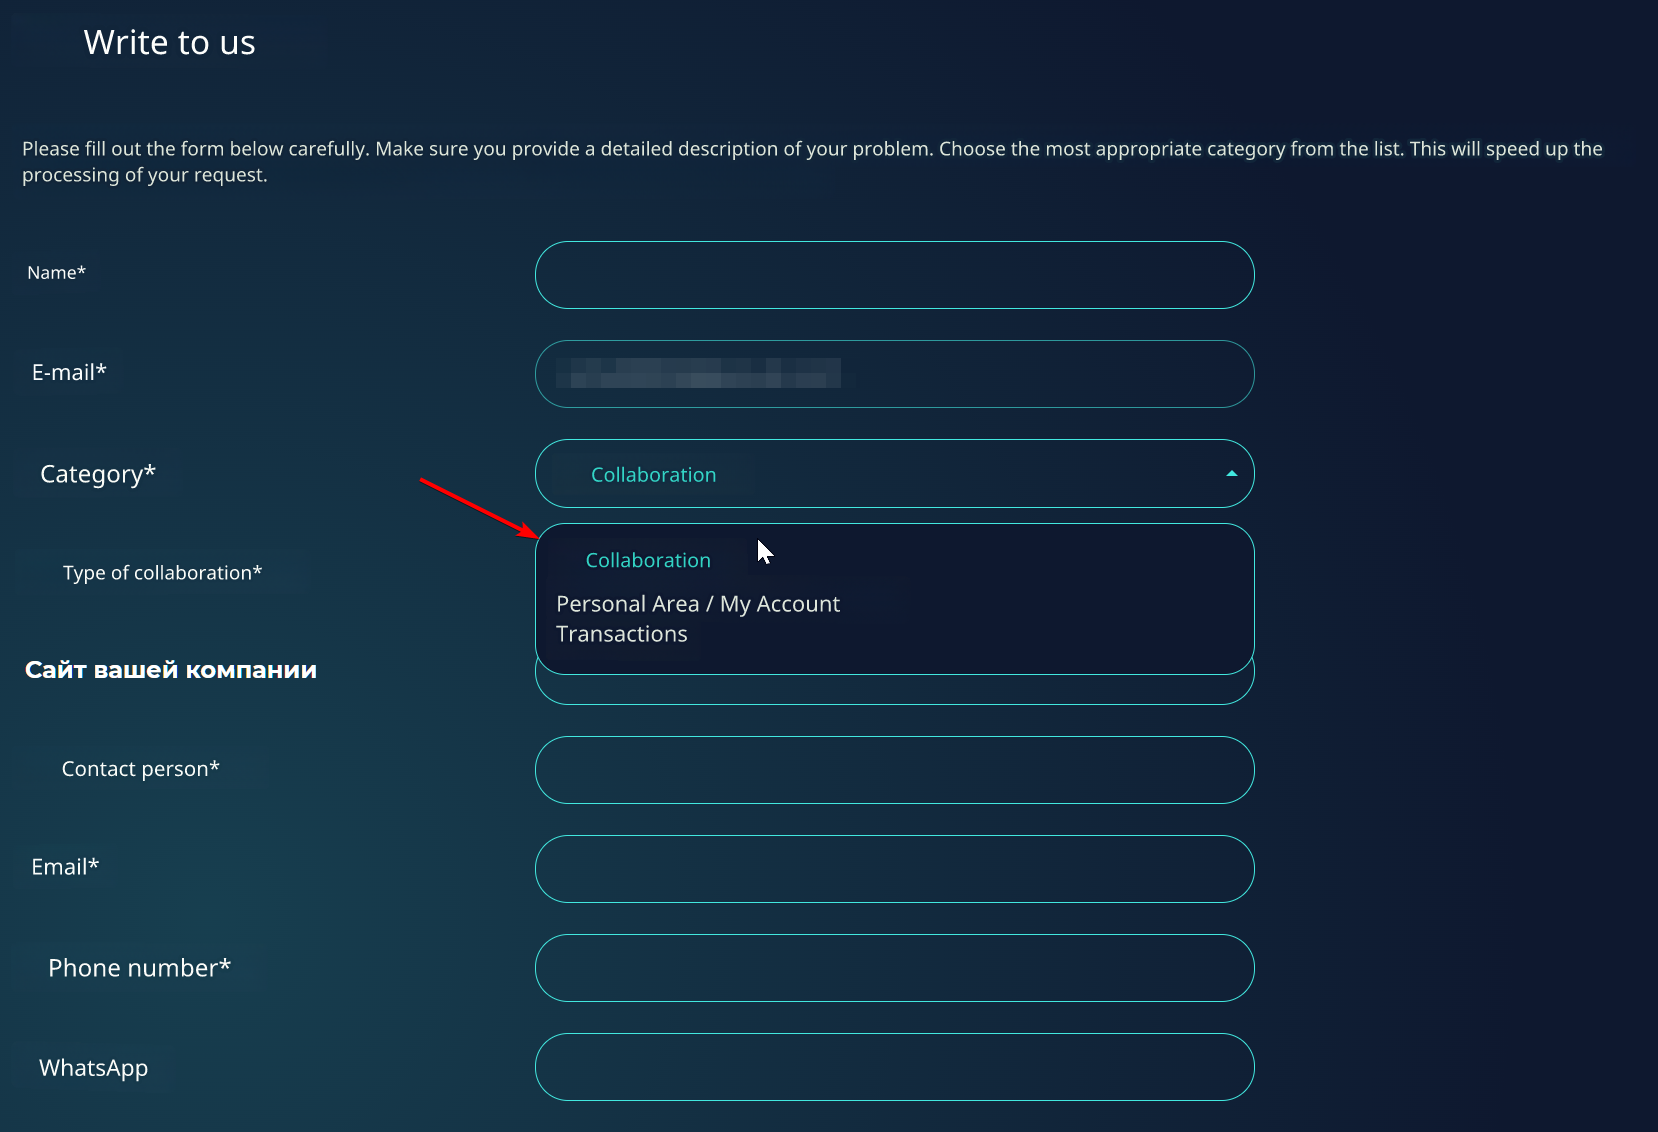 Write to us
Please fill out the form below carefully. Make sure you provide a detailed description of your problem. Choose the most appropriate category from the list. This will speed up the
processing of your request.
Name*
E-mail*
Category*
Collaboration
Collaboration
Personal Area / My Account
Transactions
Type of collaboration*
Сайт вашей компании
Contact person*
Email*
Phone number*
WhatsApp